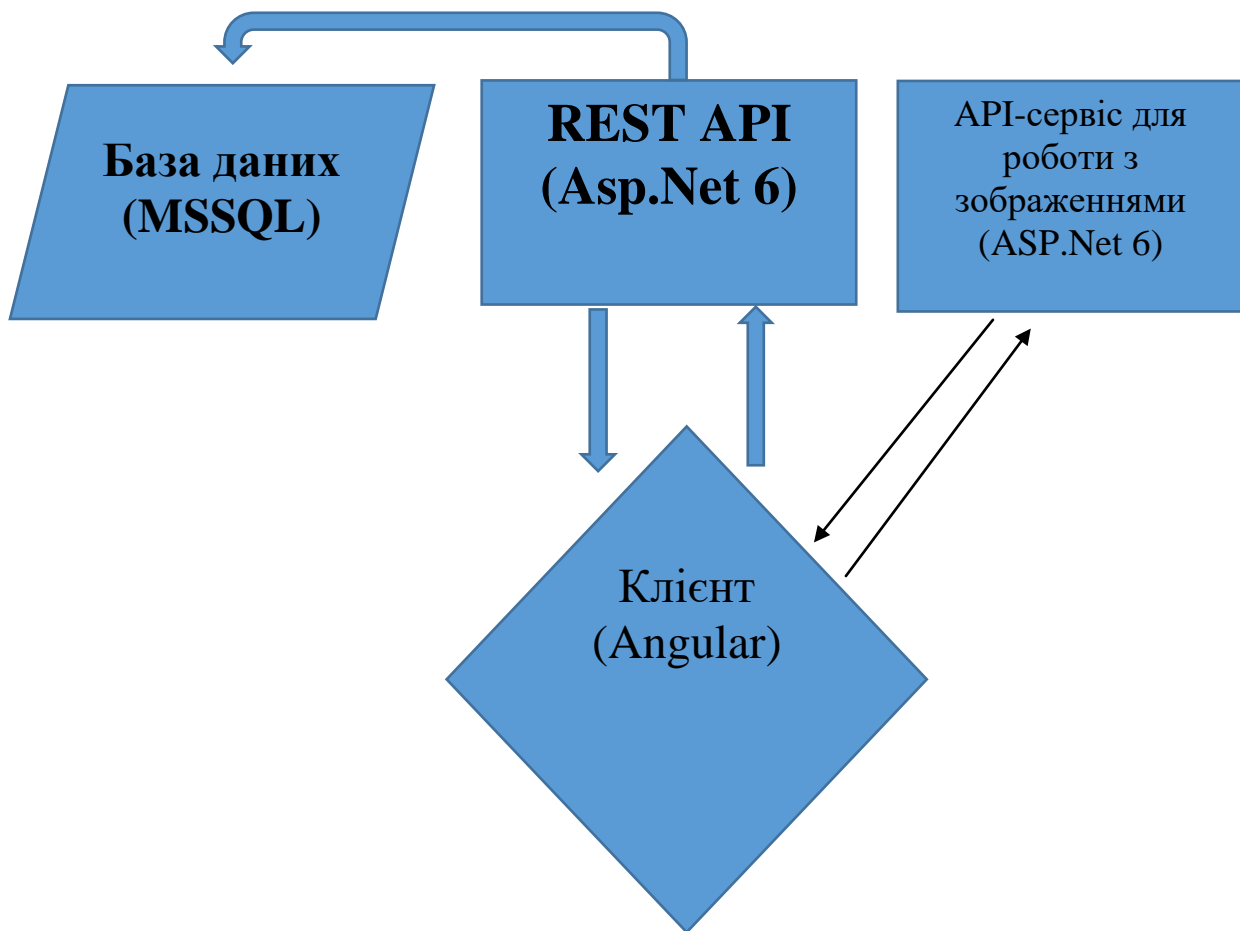 База даних
(MSSQL)
REST API
(Asp.Net 6)
API-сервіс для
роботи з
зображеннями
(ASP.Net 6)
Клієнт
(Angular)